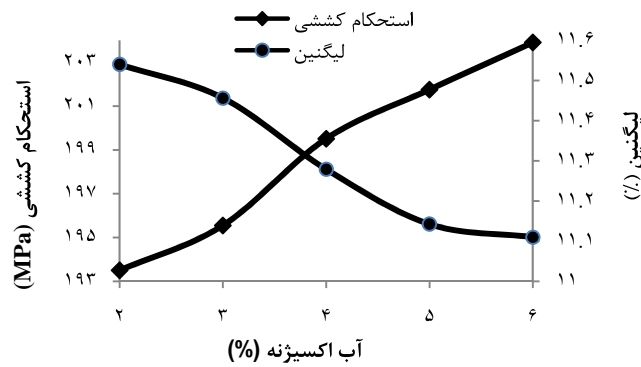 استحکام کششی
لیگنین
۲۰۳
۲۰۱
۱۹۹
۱۹۷
۱۹۵
۱۹۳
استحکام کششی (MPa)
۱۱.۶
۱۱.۵
۱۱.۴
۱۱.۳
۱۱.۲
۱۱.۱
۱۱
لیگنین (٪)
۲ ۳ ۴ ۵ ۶
آب اکسیژنه (%)